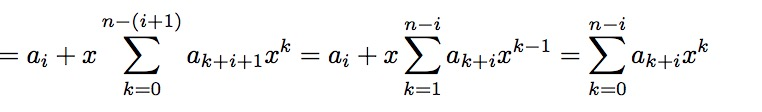 = a_i + x \sum_{k=0}^{n-(i+1)} a_{k+i+1} x^k = a_i + x \sum_{k=1}^{n-i} a_{k+i} x^{k-1} = \sum_{k=0}^{n-i} a_{k+i} x^k